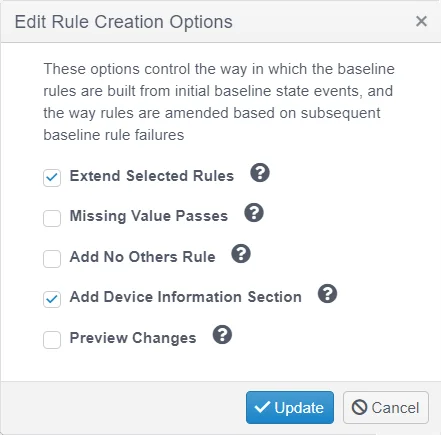 Edit Rule Creation Options
These options control the way in which the baseline
rules are built from initial baseline state events, and
the way rules are amended based on subsequent
baseline rule failures
Extend Selected Rules
Missing Value Passes
Add No Others Rule
Add Device Information Section
Preview Changes
Update Cancel